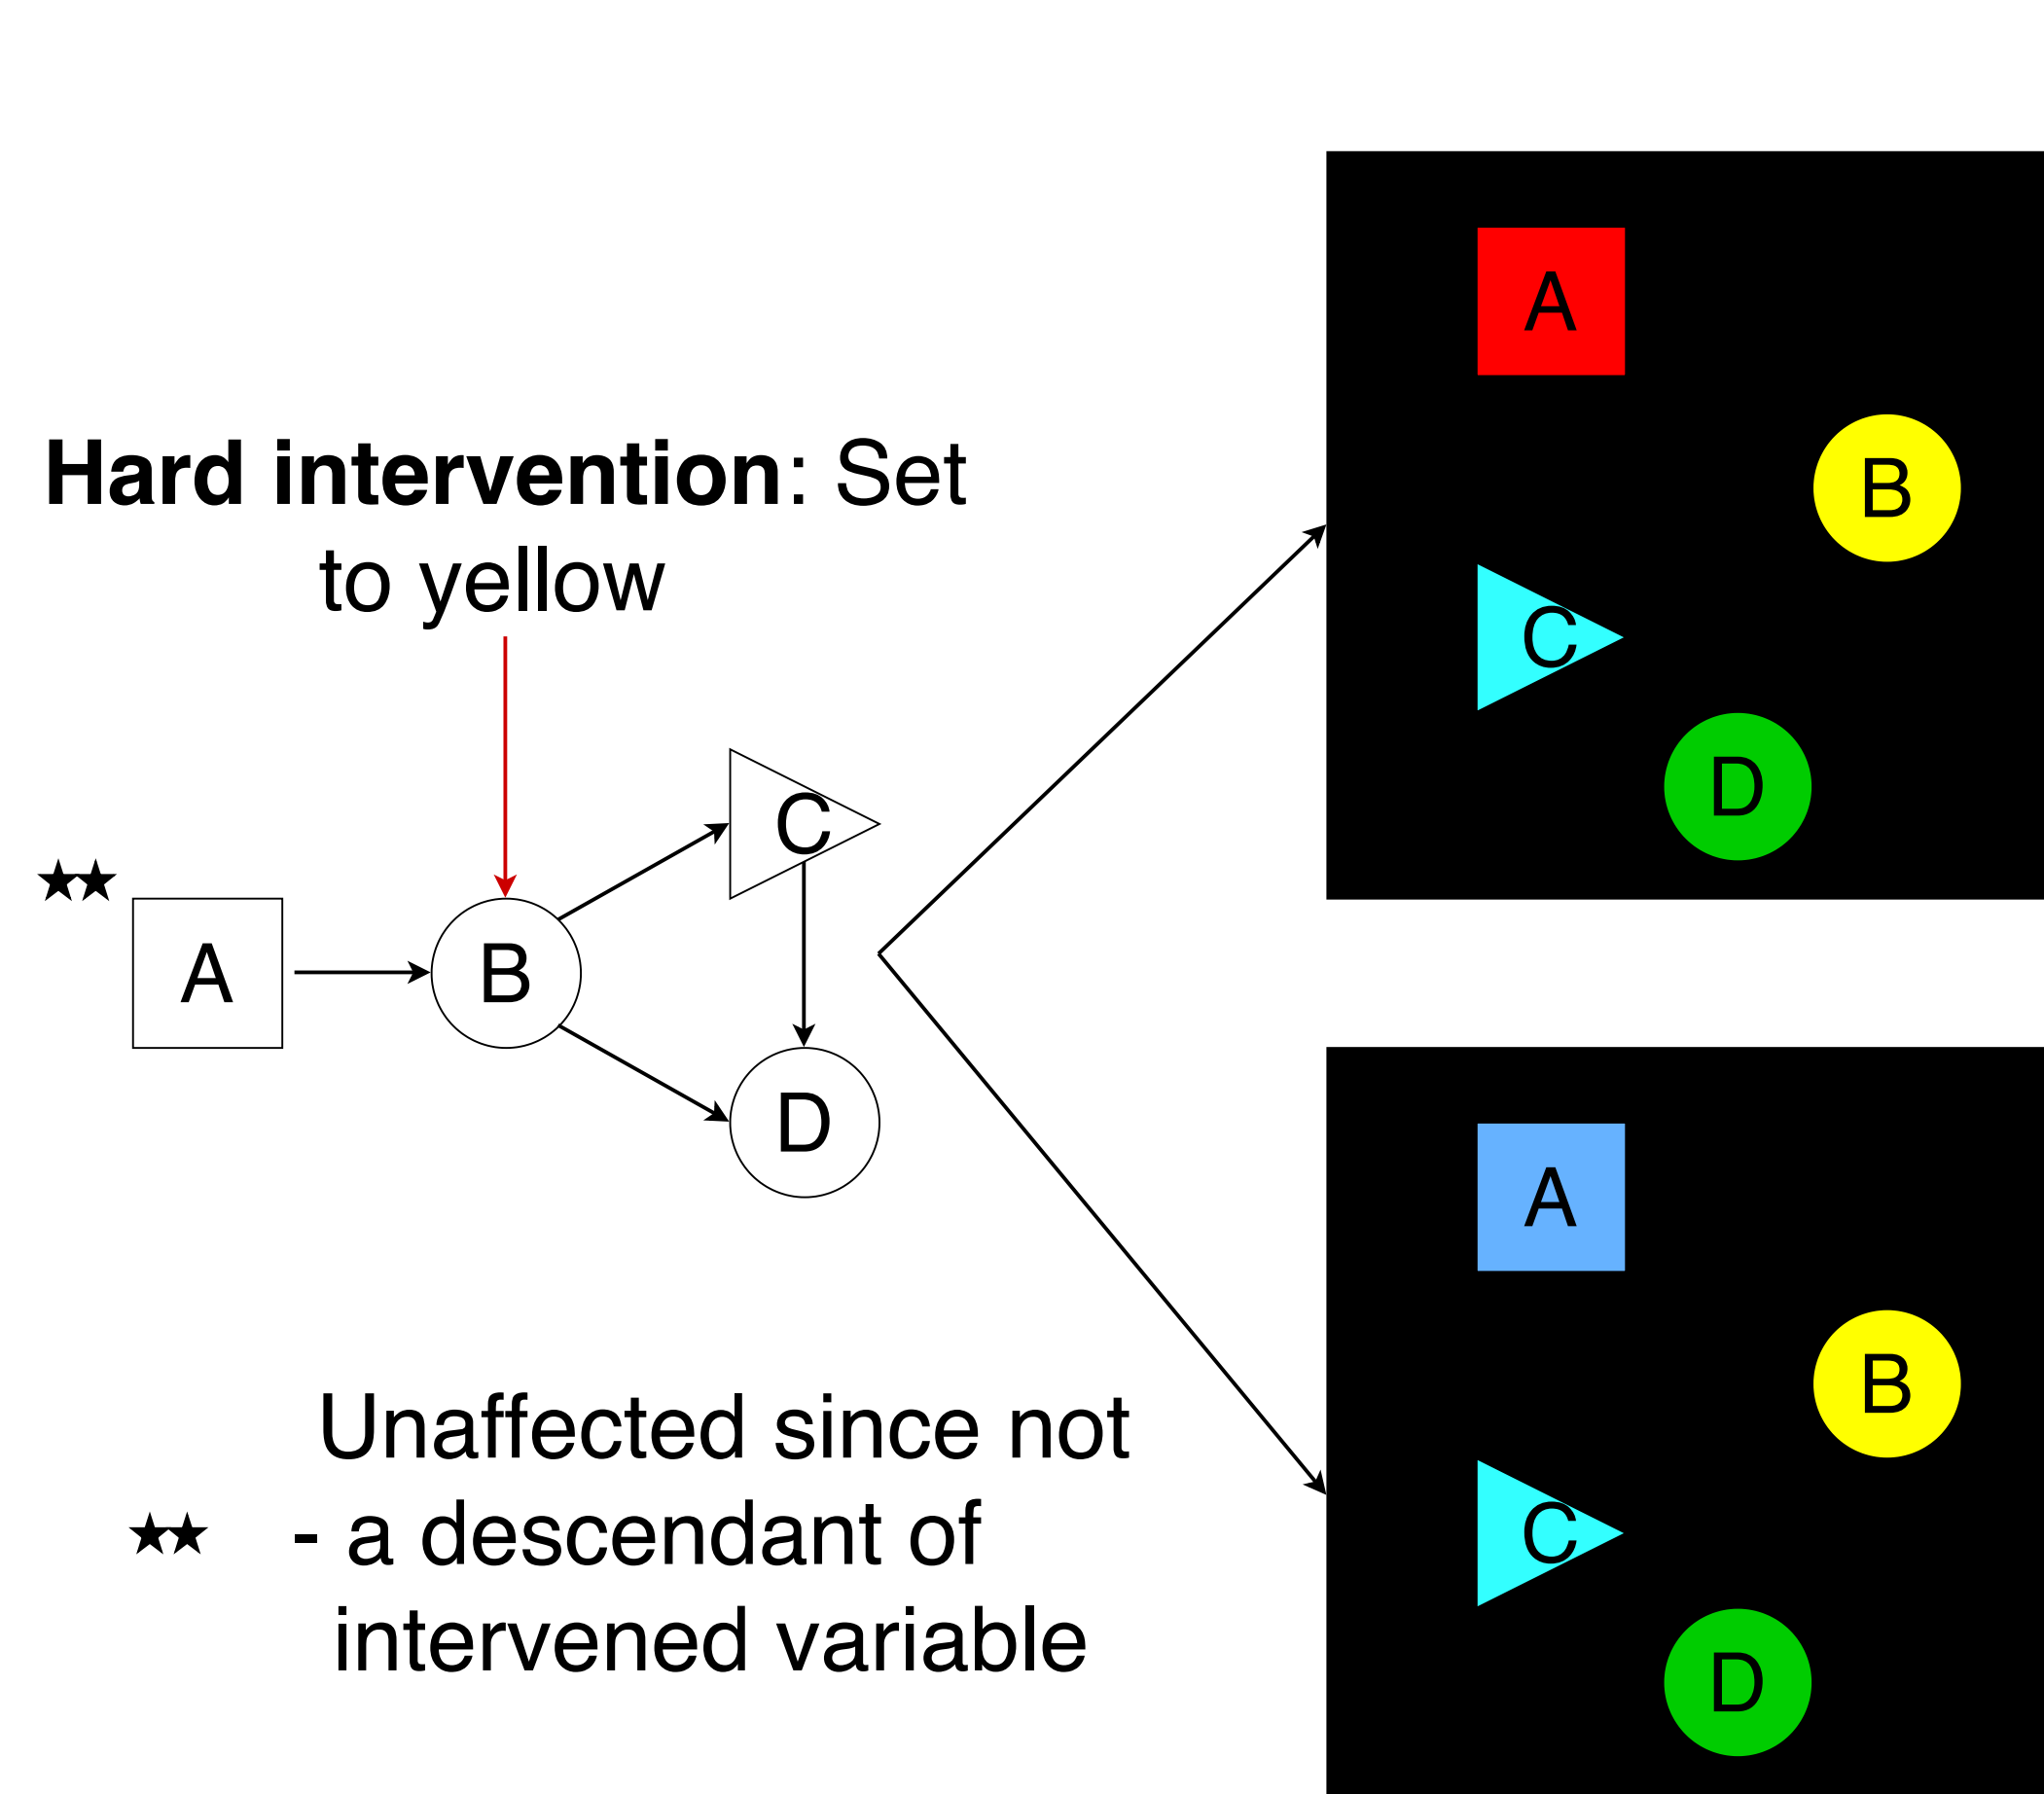 Hard intervention: Set
to yellow
A
B
C
D
A
B
C
D
A
B
C
D
Unaffected since not
★★ - a descendant of
intervened variable